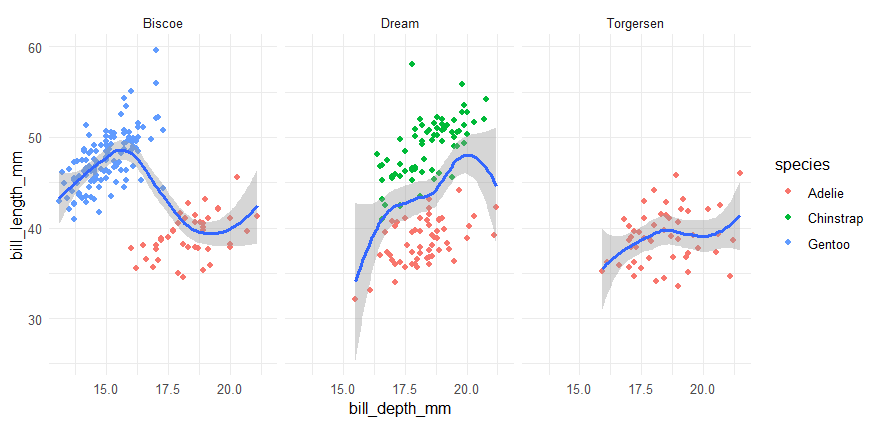 Biscoe Dream Torgersen
60
50
40
30
bill_length_mm
15.0 17.5 20.0 15.0 17.5 20.0 15.0 17.5 20.0
bill_depth_mm
species
Adelie
Chinstrap
Gentoo